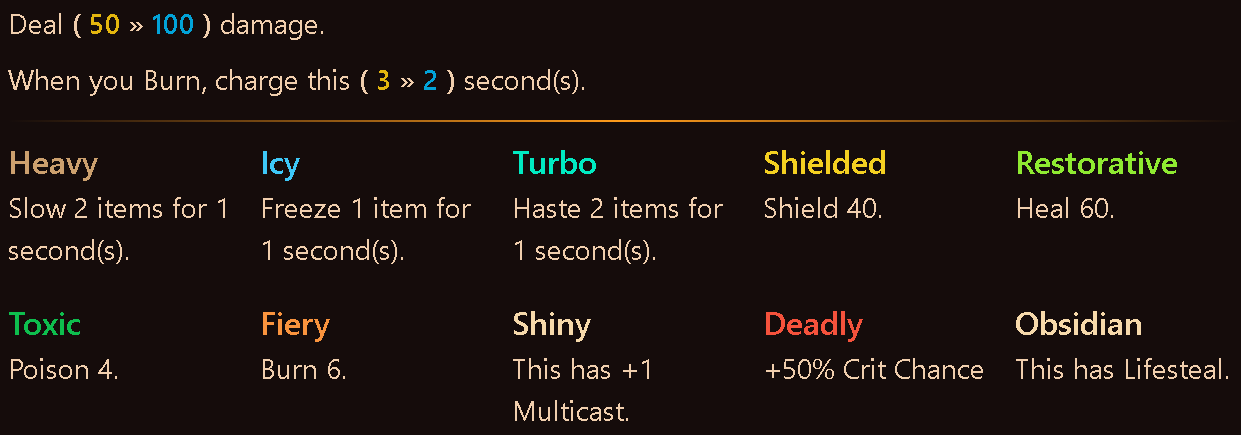 Deal ( 50 » 100 ) damage.
When you Burn, charge this ( 3 » 2 ) second(s).
Heavy
Slow 2 items for 1
second(s).
Icy
Freeze 1 item for
1 second(s).
Turbo
Haste 2 items for
1 second(s).
Shielded
Shield 40.
Restorative
Heal 60.
Toxic
Poison 4.
Fiery
Burn 6.
Shiny
This has +1
Multicast.
Deadly
+50% Crit Chance
Obsidian
This has Lifesteal.